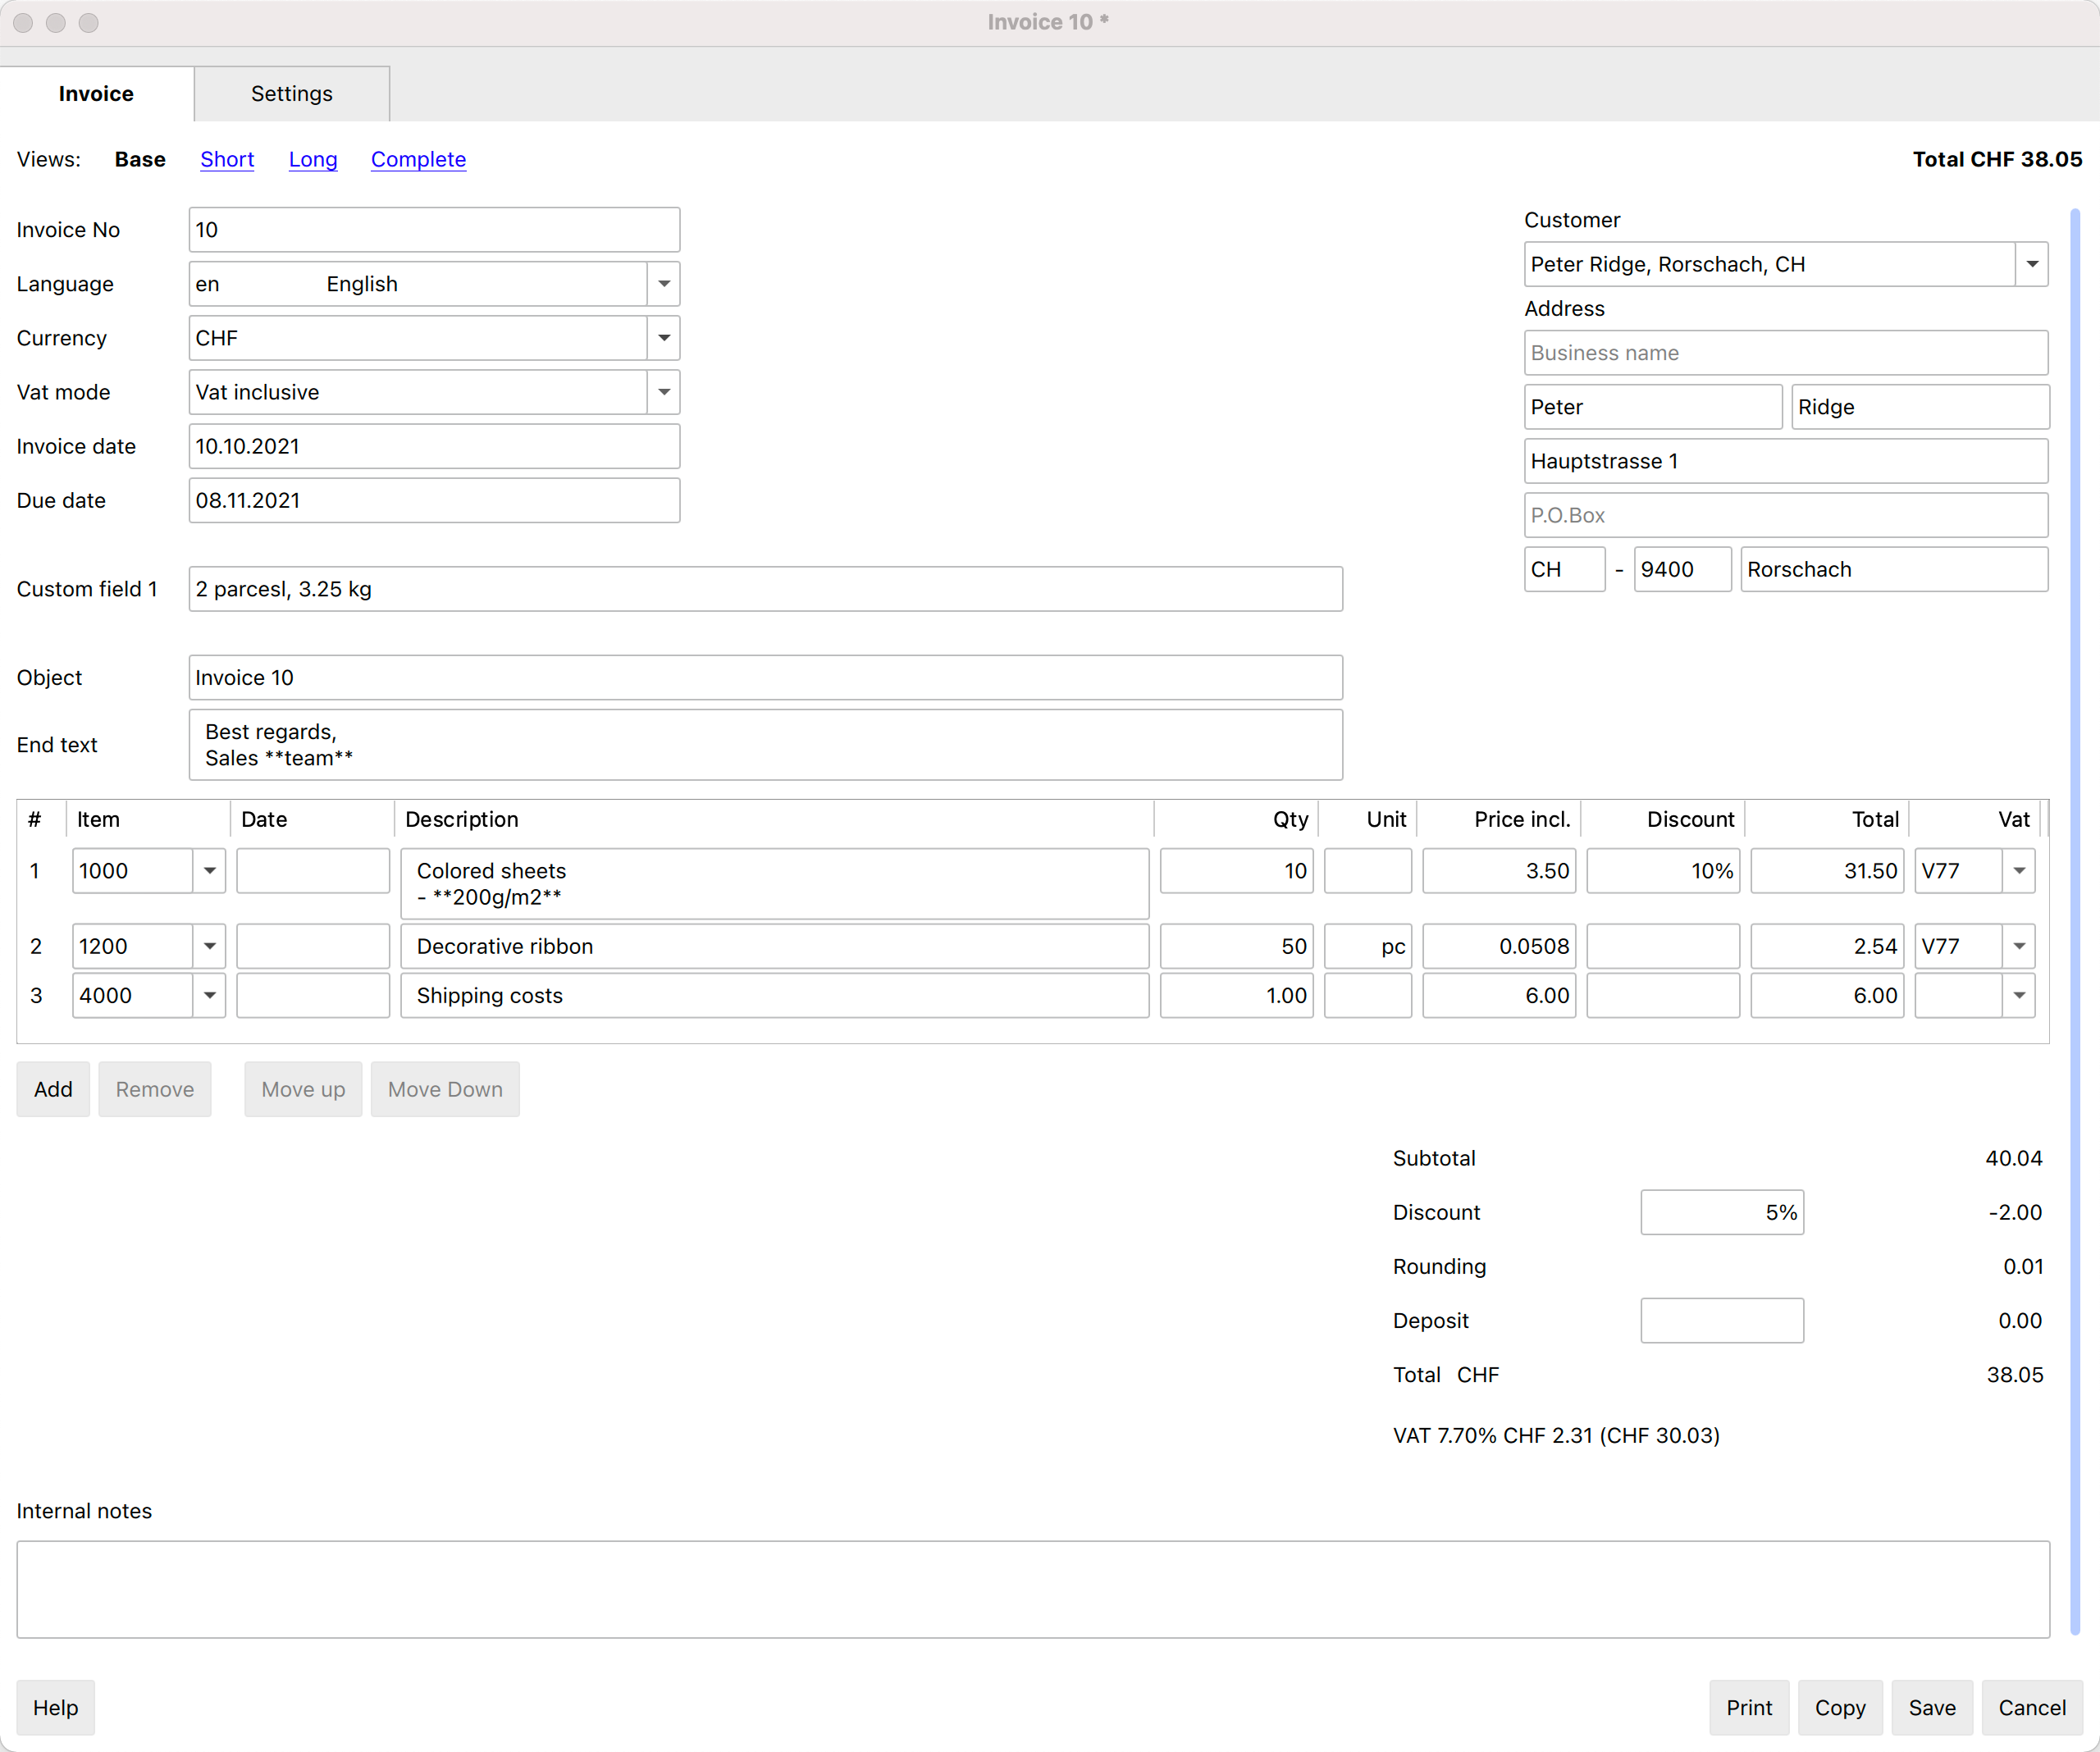 Invoice 10 *
Invoice Settings
Views: Base Short Long Complete Total CHF 38.05
Invoice No 10
Language en English
Currency CHF
Vat mode Vat inclusive
Invoice date 10.10.2021
Due date 08.11.2021
Custom field 1 2 parcesl, 3.25 kg
Object Invoice 10
End text Best regards,
Sales **team**
Customer
Peter Ridge, Rorschach, CH
Address
Business name
Peter Ridge
Hauptstrasse 1
P.O.Box
CH - 9400 Rorschach
# Item Date Description Qty Unit Price incl. Discount Total Vat
1 1000 Colored sheets 10 3.50 10% 31.50 V77
- **200g/m2**
2 1200 Decorative ribbon 50 pc 0.0508 2.54 V77
3 4000 Shipping costs 1.00 6.00 6.00
Add Remove Move up Move Down
Subtotal 40.04
Discount 5% -2.00
Rounding 0.01
Deposit 0.00
Total CHF 38.05
VAT 7.70% CHF 2.31 (CHF 30.03)
Internal notes
Help Print Copy Save Cancel